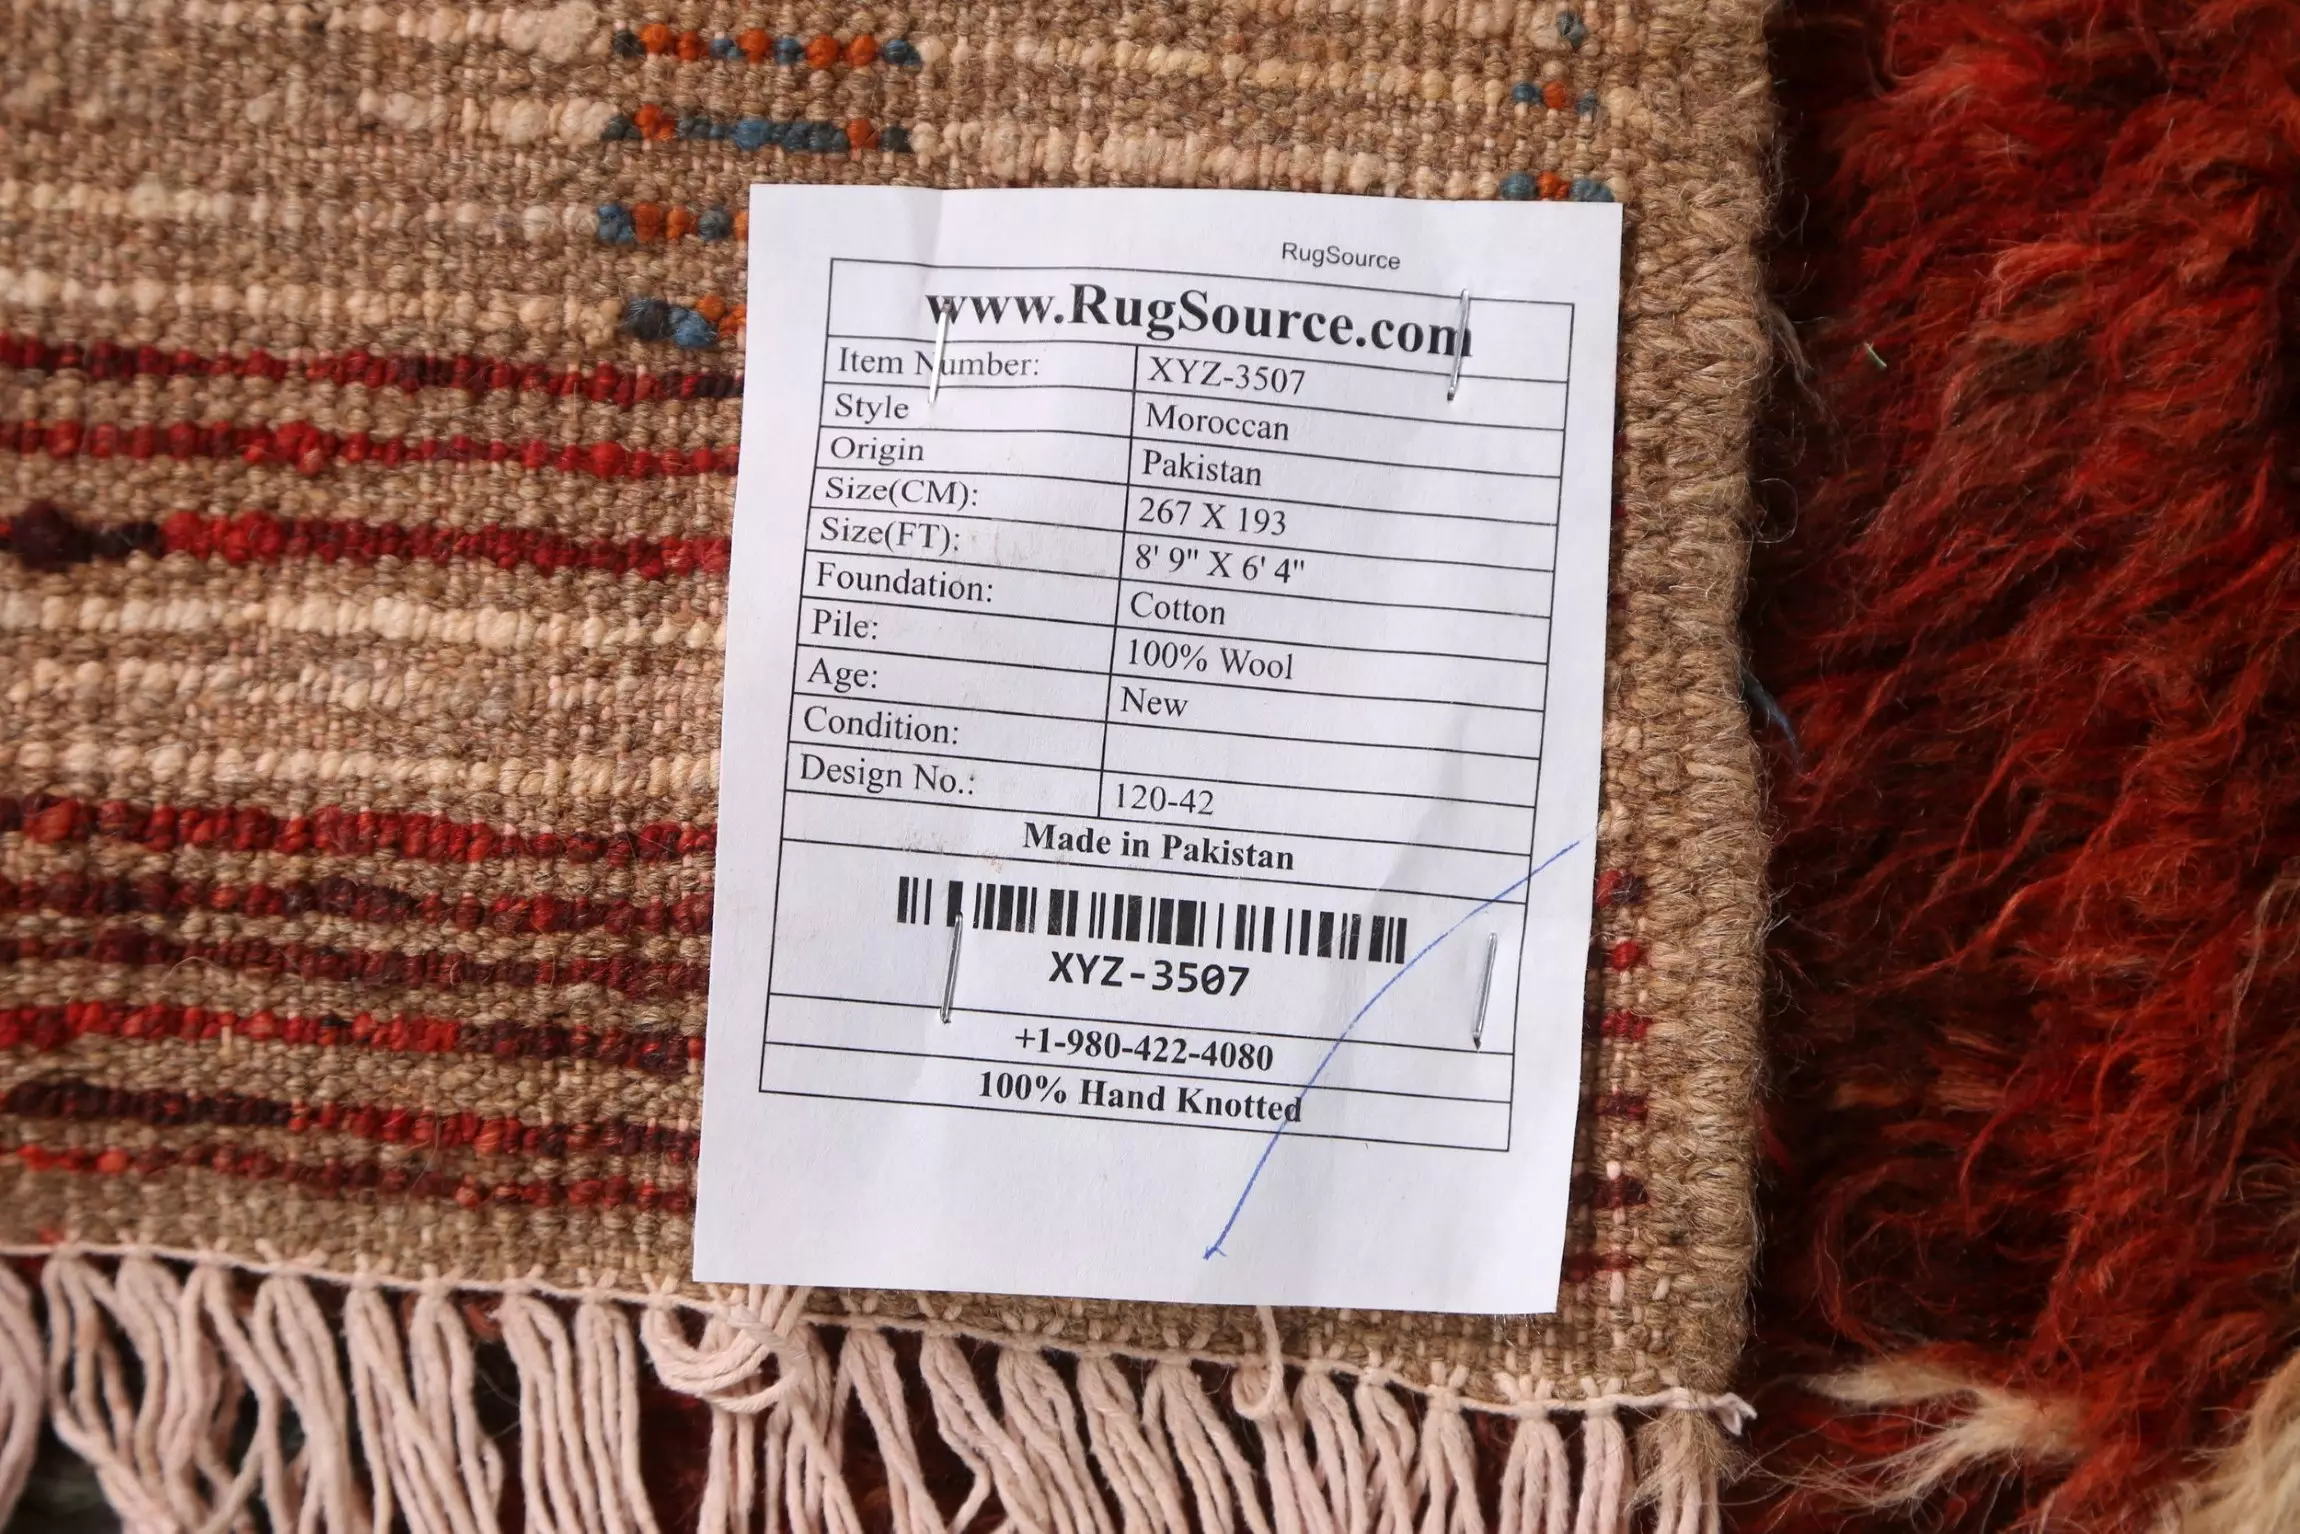 RugSource
www.RugSource.com
Item Number: XYZ-3507
Style Moroccan
Origin Pakistan
Size(CM): 267 X 193
Size(FT): 8' 9" X 6' 4"
Foundation: Cotton
Pile: 100% Wool
Age: New
Condition:
Design No.: 120-42
Made in Pakistan
XYZ-3507
+1-980-422-4080
100% Hand Knotted